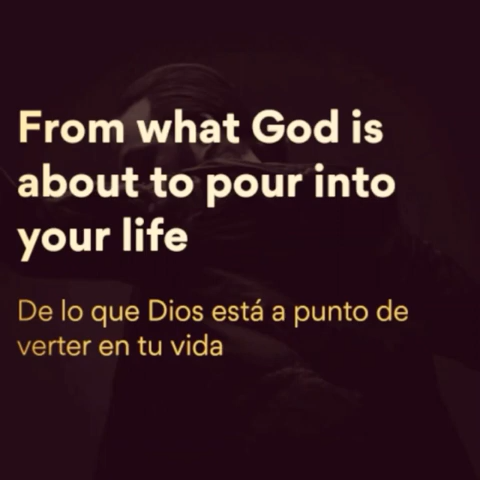 From what God is
about to pour into
your life
De lo que Dios está a punto de
verter en tu vida